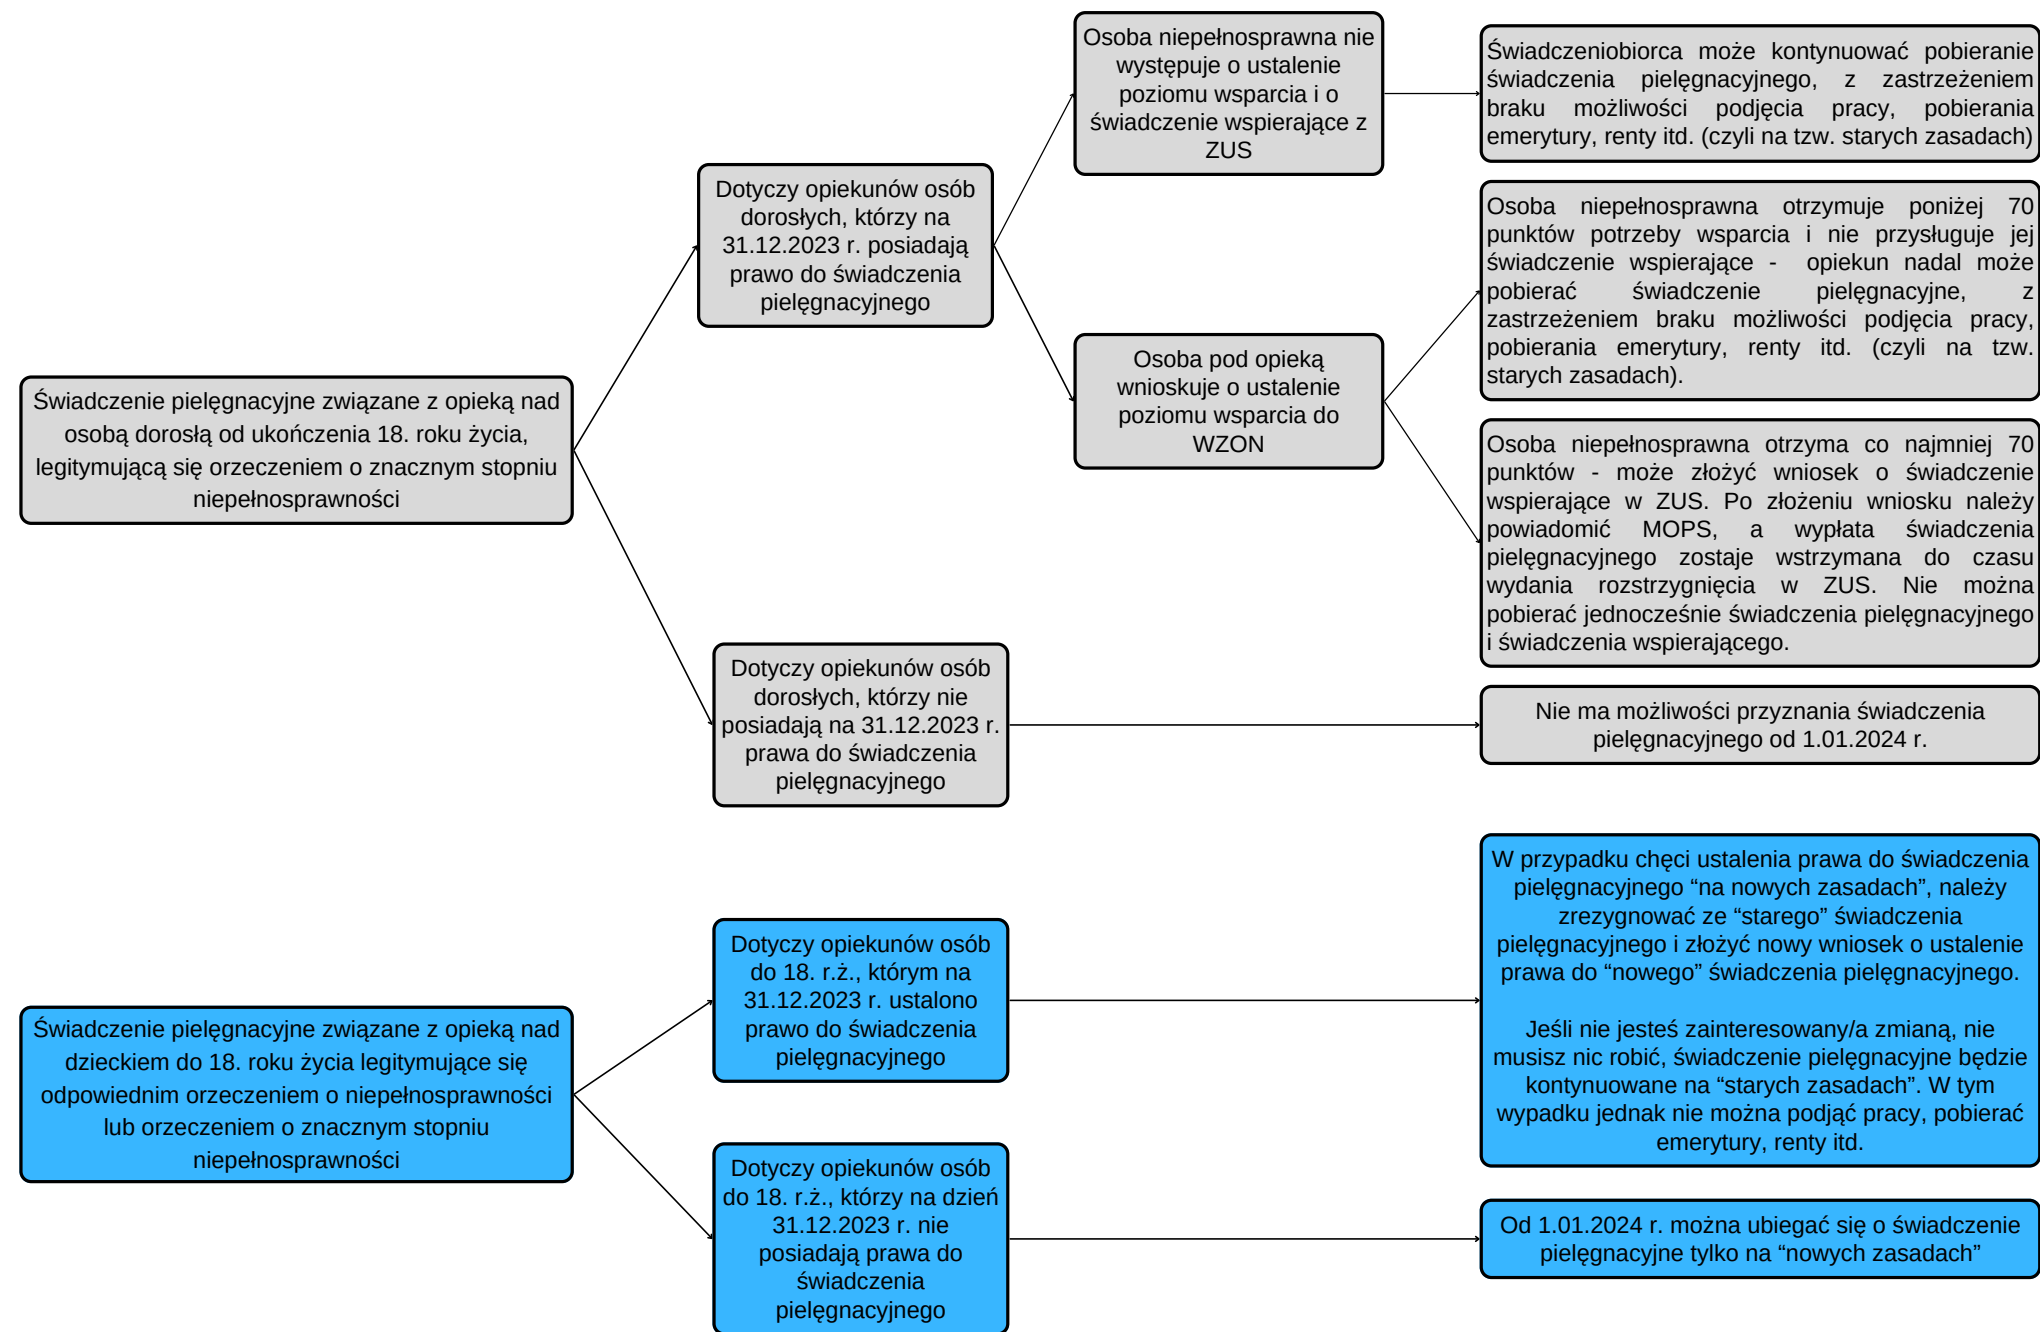 Świadczenie pielęgnacyjne związane z opieką nad
osobą dorosłą od ukończenia 18. roku życia,
legitymującą się orzeczeniem o znacznym stopniu
niepełnosprawności
Dotyczy opiekunów osób
dorosłych, którzy na
31.12.2023 r. posiadają
prawo do świadczenia
pielęgnacyjnego
Osoba niepełnosprawna nie
występuje o ustalenie
poziomu wsparcia i o
świadczenie wspierające z
ZUS
Świadczeniobiorca może kontynuować pobieranie
świadczenia pielęgnacyjnego, z zastrzeżeniem
braku możliwości podjęcia pracy, pobierania
emerytury, renty itd. (czyli na tzw. starych zasadach)
Osoba pod opieką
wnioskuje o ustalenie
poziomu wsparcia do
WZON
Osoba niepełnosprawna otrzymuje poniżej 70
punktów potrzeby wsparcia i nie przysługuje jej
świadczenie wspierające - opiekun nadal może
pobierać świadczenie pielęgnacyjne, z
zastrzeżeniem braku możliwości podjęcia pracy,
pobierania emerytury, renty itd. (czyli na tzw.
starych zasadach).
Osoba niepełnosprawna otrzyma co najmniej 70
punktów - może złożyć wniosek o świadczenie
wspierające w ZUS. Po złożeniu wniosku należy
powiadomić MOPS, a wypłata świadczenia
pielęgnacyjnego zostaje wstrzymana do czasu
wydania rozstrzygnięcia w ZUS. Nie można
pobierać jednocześnie świadczenia pielęgnacyjnego
i świadczenia wspierającego.
Dotyczy opiekunów osób
dorosłych, którzy nie
posiadają na 31.12.2023 r.
prawa do świadczenia
pielęgnacyjnego
Nie ma możliwości przyznania świadczenia
pielęgnacyjnego od 1.01.2024 r.
Świadczenie pielęgnacyjne związane z opieką nad
dzieckiem do 18. roku życia legitymujące się
odpowiednim orzeczeniem o niepełnosprawności
lub orzeczeniem o znacznym stopniu
niepełnosprawności
Dotyczy opiekunów osób
do 18. r.ż., którym na
31.12.2023 r. ustalono
prawo do świadczenia
pielęgnacyjnego
W przypadku chęci ustalenia prawa do świadczenia
pielęgnacyjnego “na nowych zasadach”, należy
zrezygnować ze “starego” świadczenia
pielęgnacyjnego i złożyć nowy wniosek o ustalenie
prawa do “nowego” świadczenia pielęgnacyjnego.
Jeśli nie jesteś zainteresowany/a zmianą, nie
musisz nic robić, świadczenie pielęgnacyjne będzie
kontynuowane na “starych zasadach”. W tym
wypadku jednak nie można podjąć pracy, pobierać
emerytury, renty itd.
Dotyczy opiekunów osób
do 18. r.ż., którzy na dzień
31.12.2023 r. nie
posiadają prawa do
świadczenia
pielęgnacyjnego
Od 1.01.2024 r. można ubiegać się o świadczenie
pielęgnacyjne tylko na “nowych zasadach”